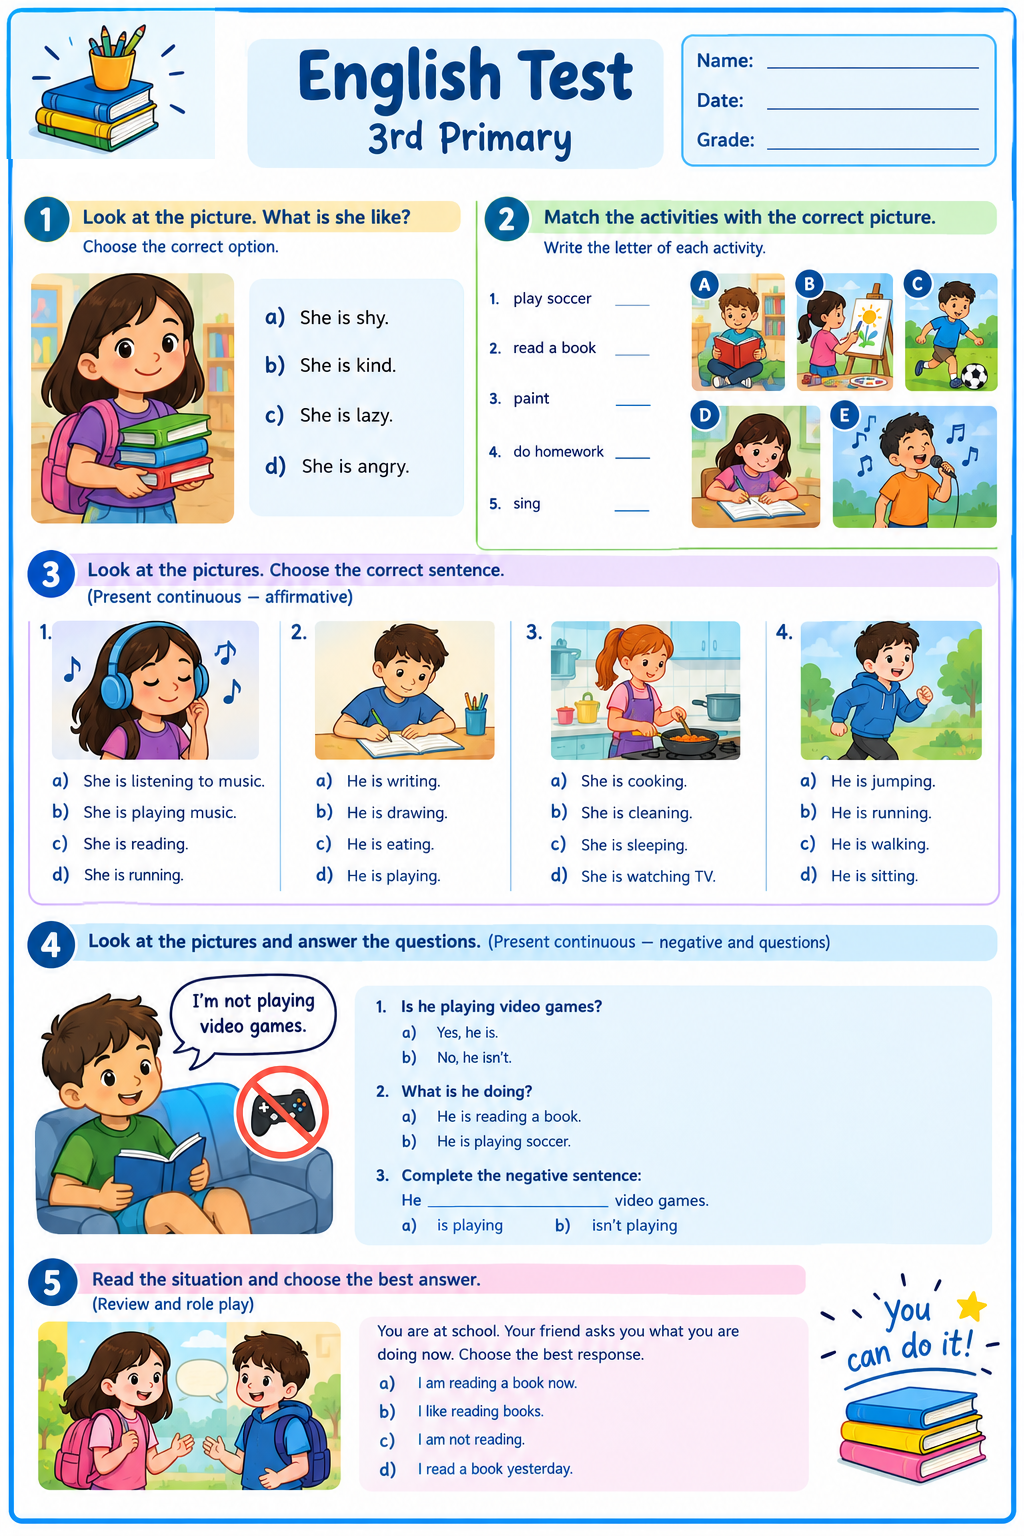 English Test
3rd Primary
Name:
Date:
Grade:
1 Look at the picture. What is she like?
Choose the correct option.
a) She is shy.
b) She is kind.
c) She is lazy.
d) She is angry.
2 Match the activities with the correct picture.
Write the letter of each activity.
1. play soccer
2. read a book
3. paint
4. do homework
5. sing
A
B
C
D
E
3 Look at the pictures. Choose the correct sentence.
(Present continuous – affirmative)
1.
a) She is listening to music.
b) She is playing music.
c) She is reading.
d) She is running.
2.
a) He is writing.
b) He is drawing.
c) He is eating.
d) He is playing.
3.
a) She is cooking.
b) She is cleaning.
c) She is sleeping.
d) She is watching TV.
4.
a) He is jumping.
b) He is running.
c) He is walking.
d) He is sitting.
4 Look at the pictures and answer the questions. (Present continuous – negative and questions)
I'm not playing
video games.
1. Is he playing video games?
a) Yes, he is.
b) No, he isn't.
2. What is he doing?
a) He is reading a book.
b) He is playing soccer.
3. Complete the negative sentence:
He ____________________ video games.
a) is playing b) isn't playing
5 Read the situation and choose the best answer.
(Review and role play)
You are at school. Your friend asks you what you are
doing now. Choose the best response.
a) I am reading a book now.
b) I like reading books.
c) I am not reading.
d) I read a book yesterday.
You
can do it!